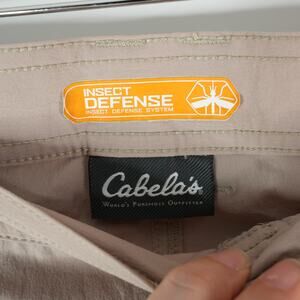 INSECT
DEFENSE
INSECT DEFENSE SYSTEM
Cabela's
WORLD'S FOREMOST OUTFITTER